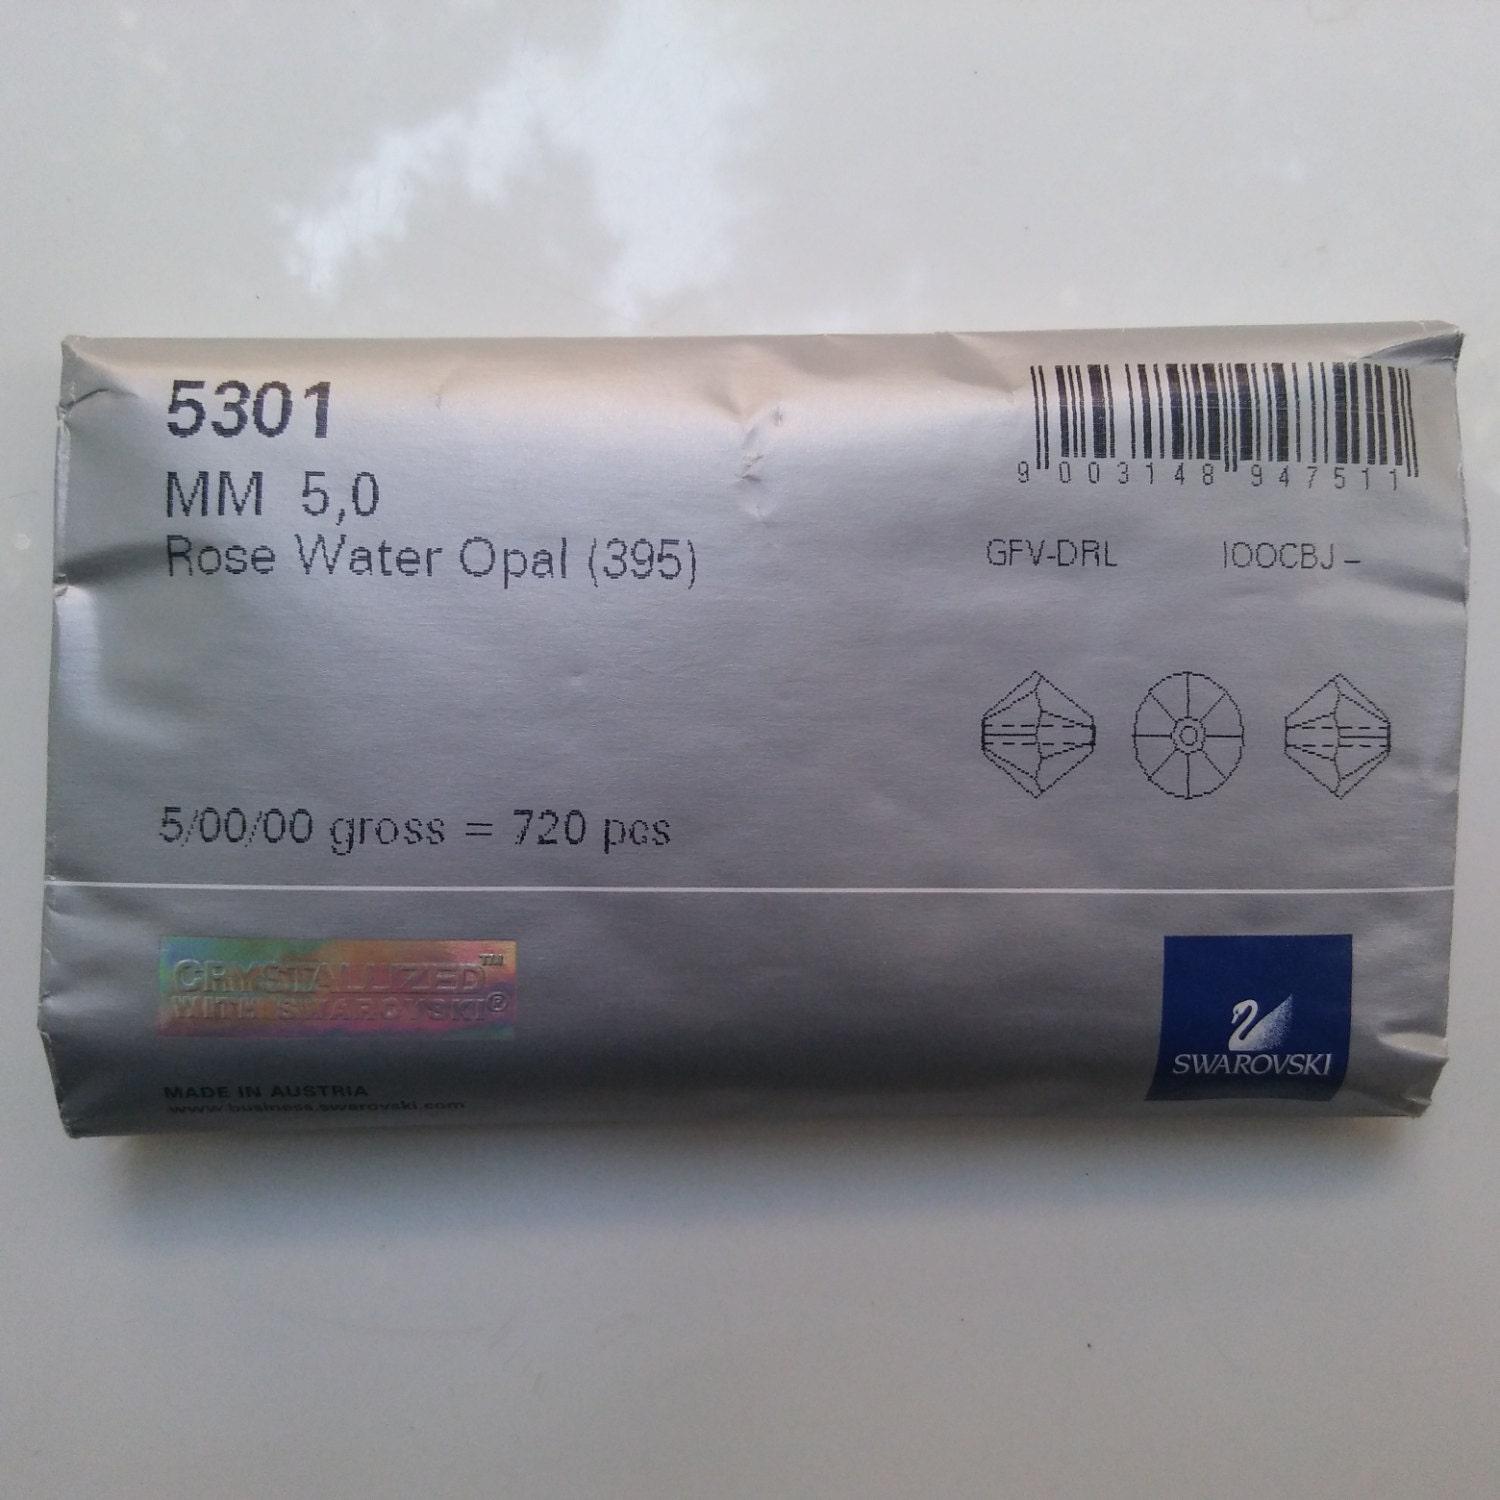 5301
MM 5,0
Rose Water Opal (395)
9 003148 947511
GFV-DRL IOOCBJ –
5/00/00 gross = 720 pcs
CRYSTALLIZED™
WITH SWAROVSKI®
MADE IN AUSTRIA
www.business.swarovski.com
SWAROVSKI